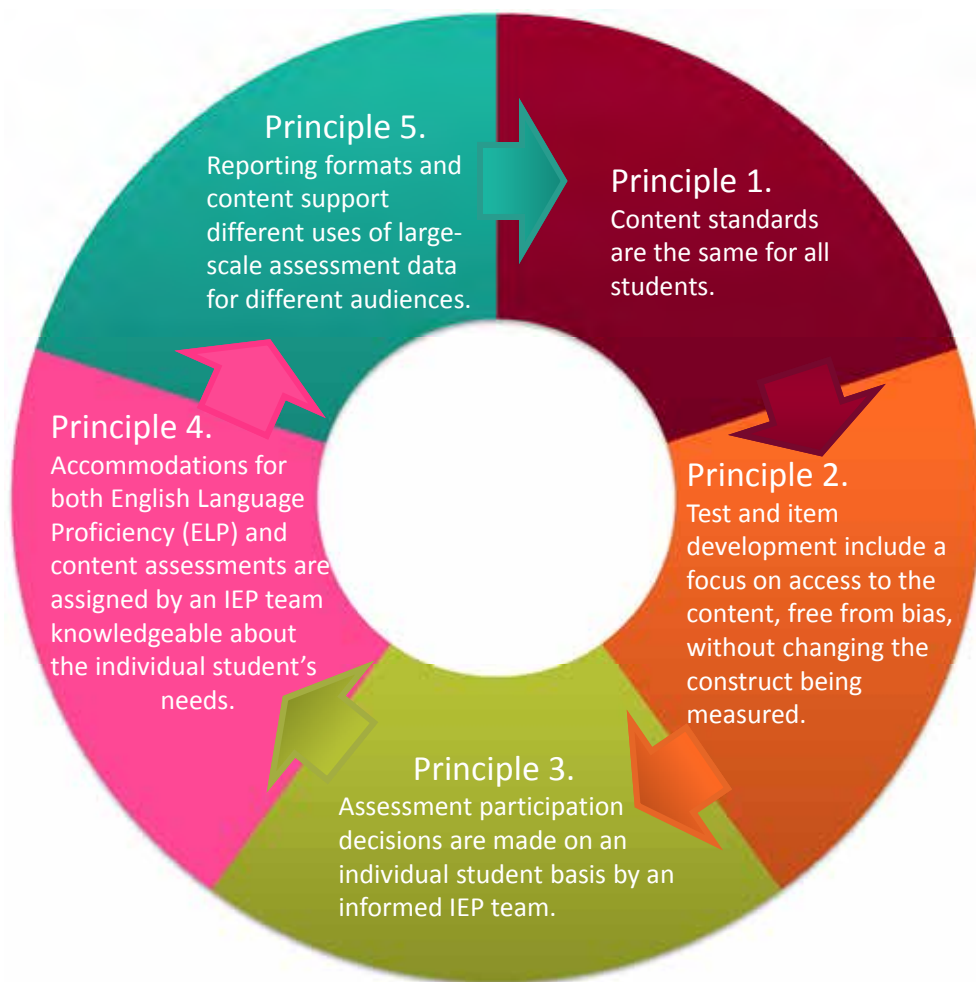 Principle 1.
Content standards
are the same for all
students.
Principle 2.
Test and item
development include a
focus on access to the
content, free from bias,
without changing the
construct being
measured.
Principle 3.
Assessment participation
decisions are made on an
individual student basis by an
informed IEP team.
Principle 4.
Accommodations for
both English Language
Proficiency (ELP) and
content assessments are
assigned by an IEP team
knowledgeable about
the individual student’s
needs.
Principle 5.
Reporting formats and
content support
different uses of large-
scale assessment data
for different audiences.